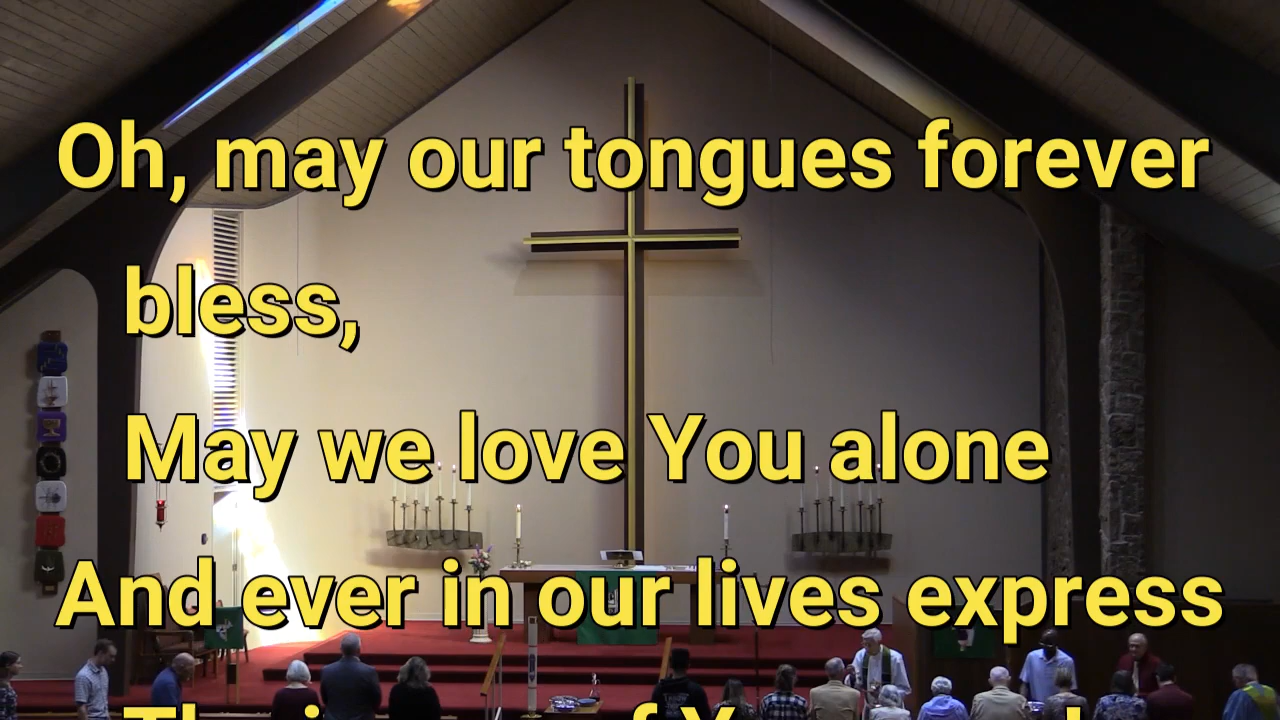 Oh, may our tongues forever
bless,
May we love You alone
And ever in our lives express